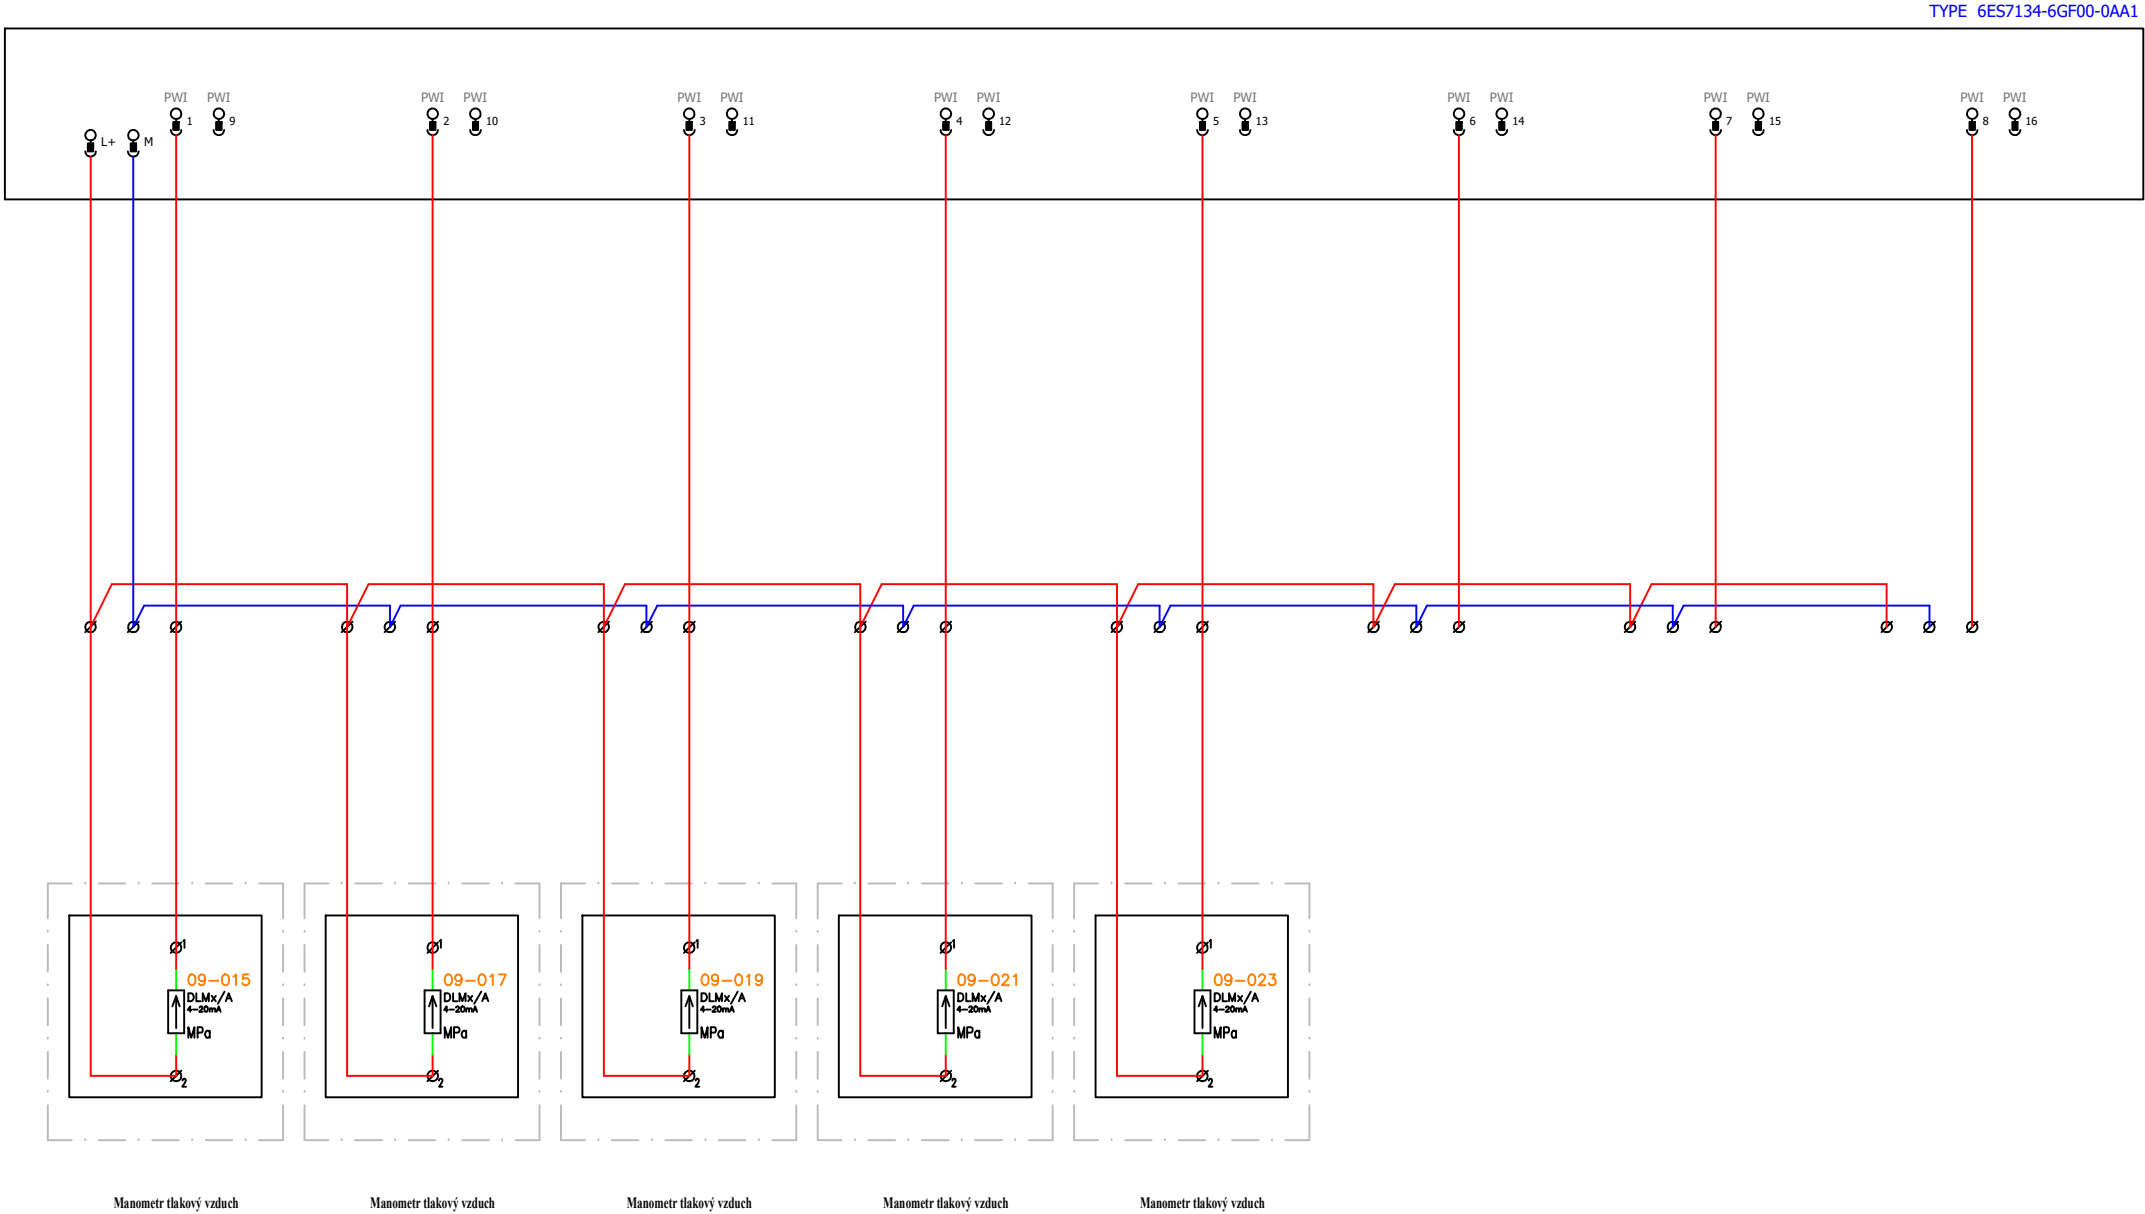 TYPE 6ES7134-6GF00-0AA1
PWI PWI PWI PWI PWI PWI PWI PWI PWI PWI PWI PWI PWI PWI PWI PWI
1 9 2 10 3 11 4 12 5 13 6 14 7 15 8 16
L+ M
1 1 1 1 1
09-015 09-017 09-019 09-021 09-023
DLMx/A DLMx/A DLMx/A DLMx/A DLMx/A
4-20mA 4-20mA 4-20mA 4-20mA 4-20mA
MPa MPa MPa MPa MPa
2 2 2 2 2
Manometr tlakový vzduch Manometr tlakový vzduch Manometr tlakový vzduch Manometr tlakový vzduch Manometr tlakový vzduch